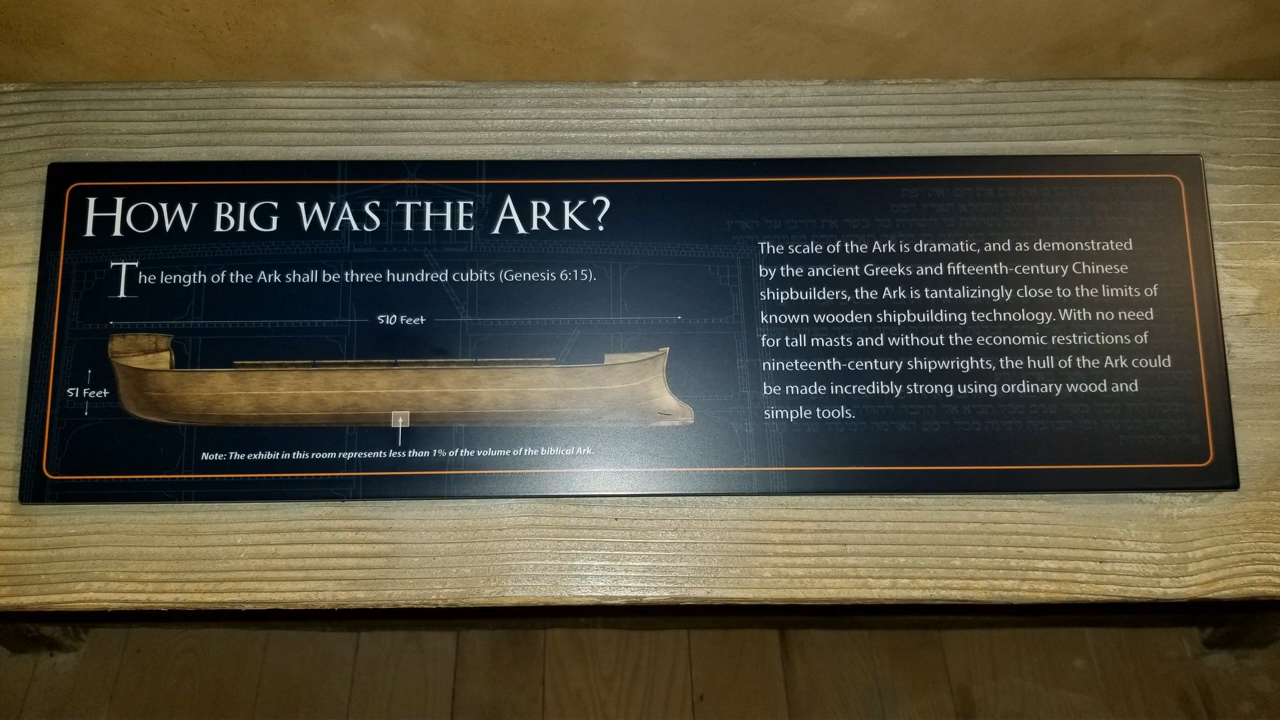 HOW BIG WAS THE ARK?
The length of the Ark shall be three hundred cubits (Genesis 6:15).
510 Feet
51 Feet
Note: The exhibit in this room represents less than 1% of the volume of the biblical Ark.
The scale of the Ark is dramatic, and as demonstrated
by the ancient Greeks and fifteenth-century Chinese
shipbuilders, the Ark is tantalizingly close to the limits of
known wooden shipbuilding technology. With no need
for tall masts and without the economic restrictions of
nineteenth-century shipwrights, the hull of the Ark could
be made incredibly strong using ordinary wood and
simple tools.